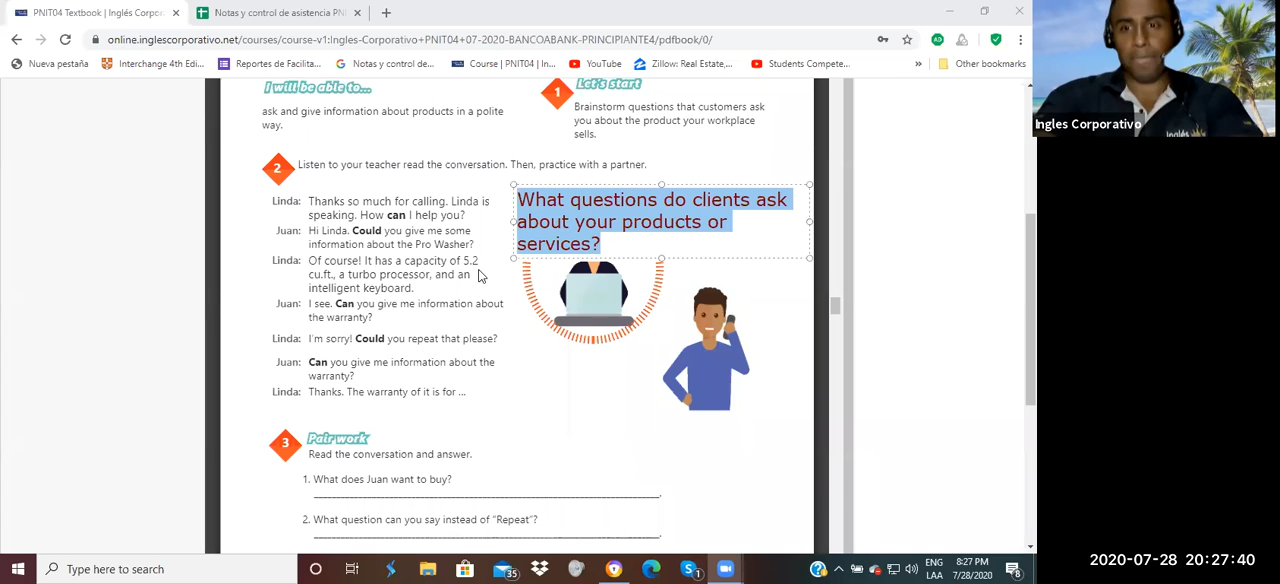 PNIT04 Textbook | Inglés Corpor
Notas y control de asistencia PNI
online.inglescorporativo.net/courses/course-v1:Ingles-Corporativo+PNIT04+07-2020-BANCOABANK-PRINCIPIANTE4/pdfbook/0/
Nueva pestaña
Interchange 4th Edi...
Reportes de Facilita...
Notas y control de...
Course | PNIT04 | In...
YouTube
Zillow: Real Estate,...
Students Compete...
»
Other bookmarks
I will be able to...
ask and give information about products in a polite
way.
1
Let's start
Brainstorm questions that customers ask
you about the product your workplace
sells.
2
Listen to your teacher read the conversation. Then, practice with a partner.
Linda: Thanks so much for calling. Linda is
speaking. How can I help you?
Juan: Hi Linda. Could you give me some
information about the Pro Washer?
Linda: Of course! It has a capacity of 5.2
cu.ft., a turbo processor, and an
intelligent keyboard.
Juan: I see. Can you give me information about
the warranty?
Linda: I'm sorry! Could you repeat that please?
Juan: Can you give me information about the
warranty?
Linda: Thanks. The warranty of it is for ...
What questions do clients ask
about your products or
services?
3
Pair work
Read the conversation and answer.
1. What does Juan want to buy?
2. What question can you say instead of "Repeat"?
Ingles Corporativo
Type here to search
35
1
ENG
LAA
8:27 PM
7/28/2020
8
2020-07-28 20:27:40